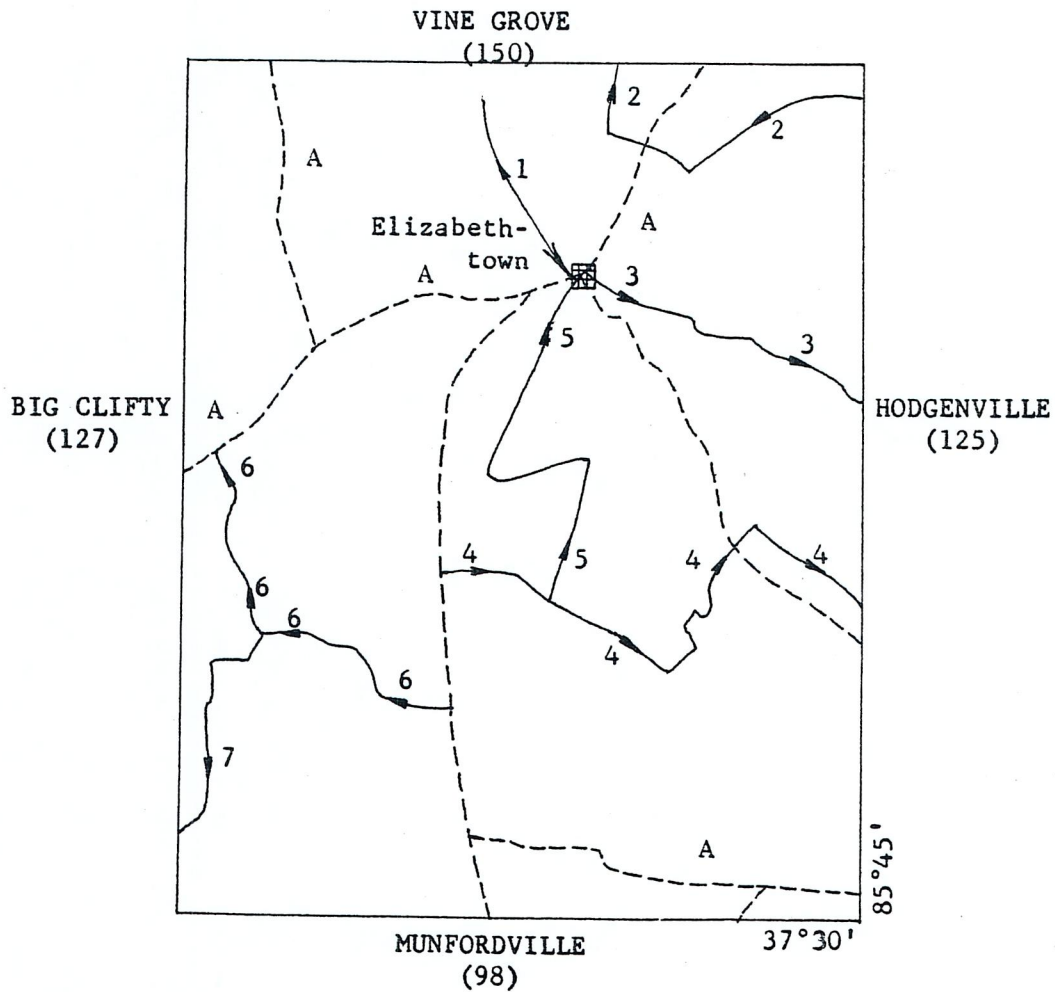 VINE GROVE
(150)
2
2
A
1
A
Elizabeth-
town
A
3
5
3
BIG CLIFTY
(127)
A
HODGENVILLE
(125)
6
4
5
4
4
6
6
4
6
7
A
85°45'
37°30'
MUNFORDVILLE
(98)